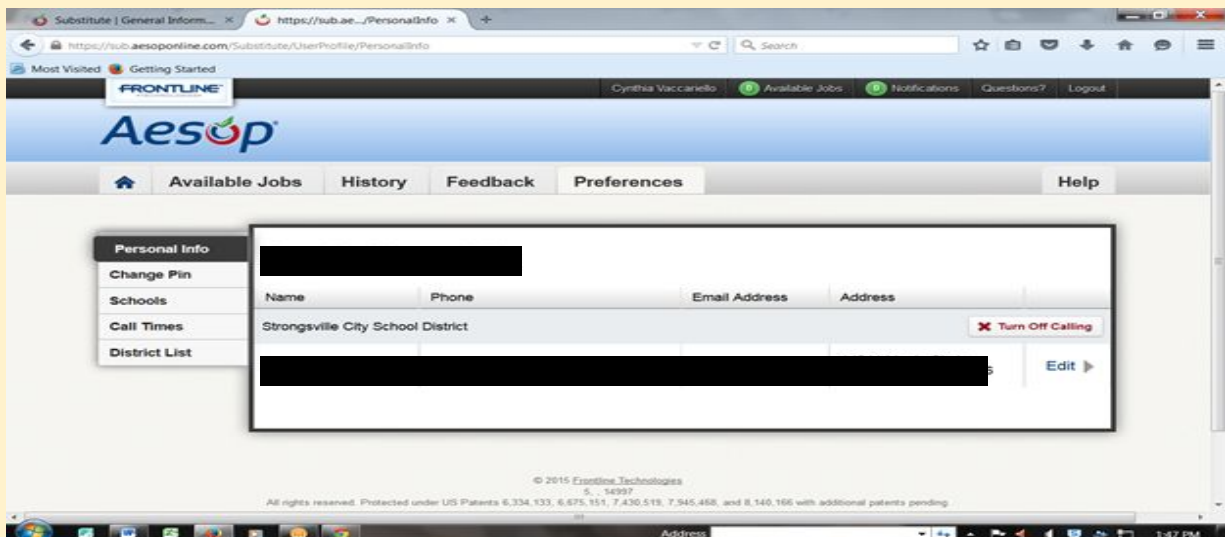 Substitute | General Inform... ×
https://sub.ae.../PersonalInfo ×
+
https://sub.aesoponline.com/Substitute/UserProfile/PersonalInfo
Search
Most Visited
Getting Started
FRONTLINE
Cynthia Vaccariello
0 Available Jobs
0 Notifications
Questions?
Logout
Aesop
Available Jobs
History
Feedback
Preferences
Help
Personal Info
Change Pin
Schools
Call Times
District List
Name
Phone
Email Address
Address
Strongsville City School District
Turn Off Calling
s
Edit
© 2015 Frontline Technologies
5, , 14997
All rights reserved. Protected under US Patents 6,334,133, 6,675,151, 7,430,519, 7,945,468, and 8,140,166 with additional patents pending.
Address
1:47 PM